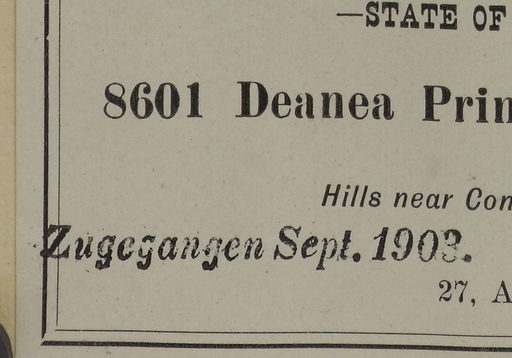 —STATE OF
8601 Deanea Prin
Hills near Con
Zugegangen Sept. 1903.
27, A